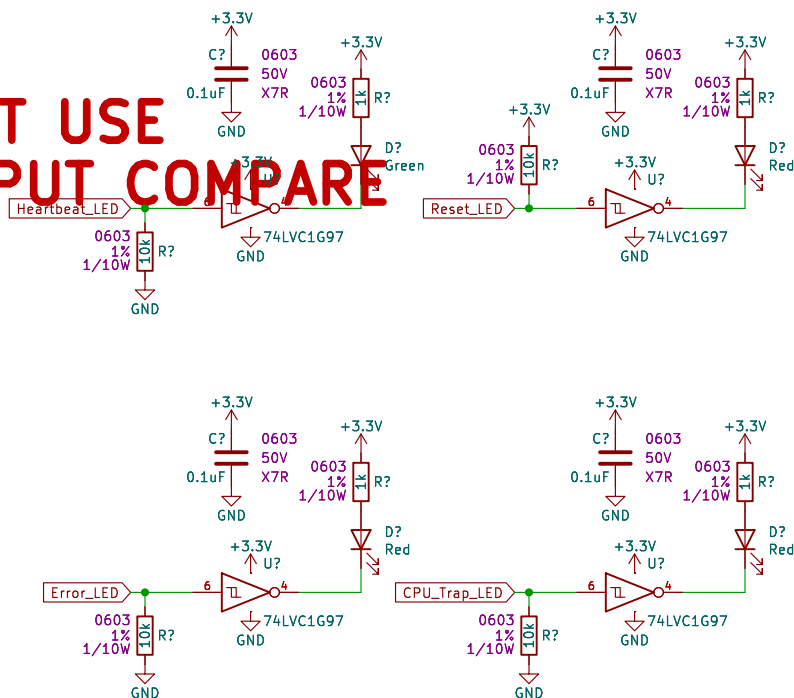 +3.3V
C?
0603
50V
0.1uF
X7R
GND
+3.3V
0603
1%
1/10W
1k
R?
D?
Green
T USE
PUT COMPARE
+3.3V
U?
Heartbeat_LED
6
4
74LVC1G97
GND
0603
1%
1/10W
10k
R?
GND
+3.3V
C?
0603
50V
0.1uF
X7R
GND
+3.3V
0603
1%
1/10W
1k
R?
D?
Red
+3.3V
0603
1%
1/10W
10k
R?
+3.3V
U?
Reset_LED
6
4
74LVC1G97
GND
+3.3V
C?
0603
50V
0.1uF
X7R
GND
+3.3V
0603
1%
1/10W
1k
R?
D?
Red
+3.3V
U?
Error_LED
6
4
74LVC1G97
GND
0603
1%
1/10W
10k
R?
GND
+3.3V
C?
0603
50V
0.1uF
X7R
GND
+3.3V
0603
1%
1/10W
1k
R?
D?
Red
+3.3V
U?
CPU_Trap_LED
6
4
74LVC1G97
GND
0603
1%
1/10W
10k
R?
GND